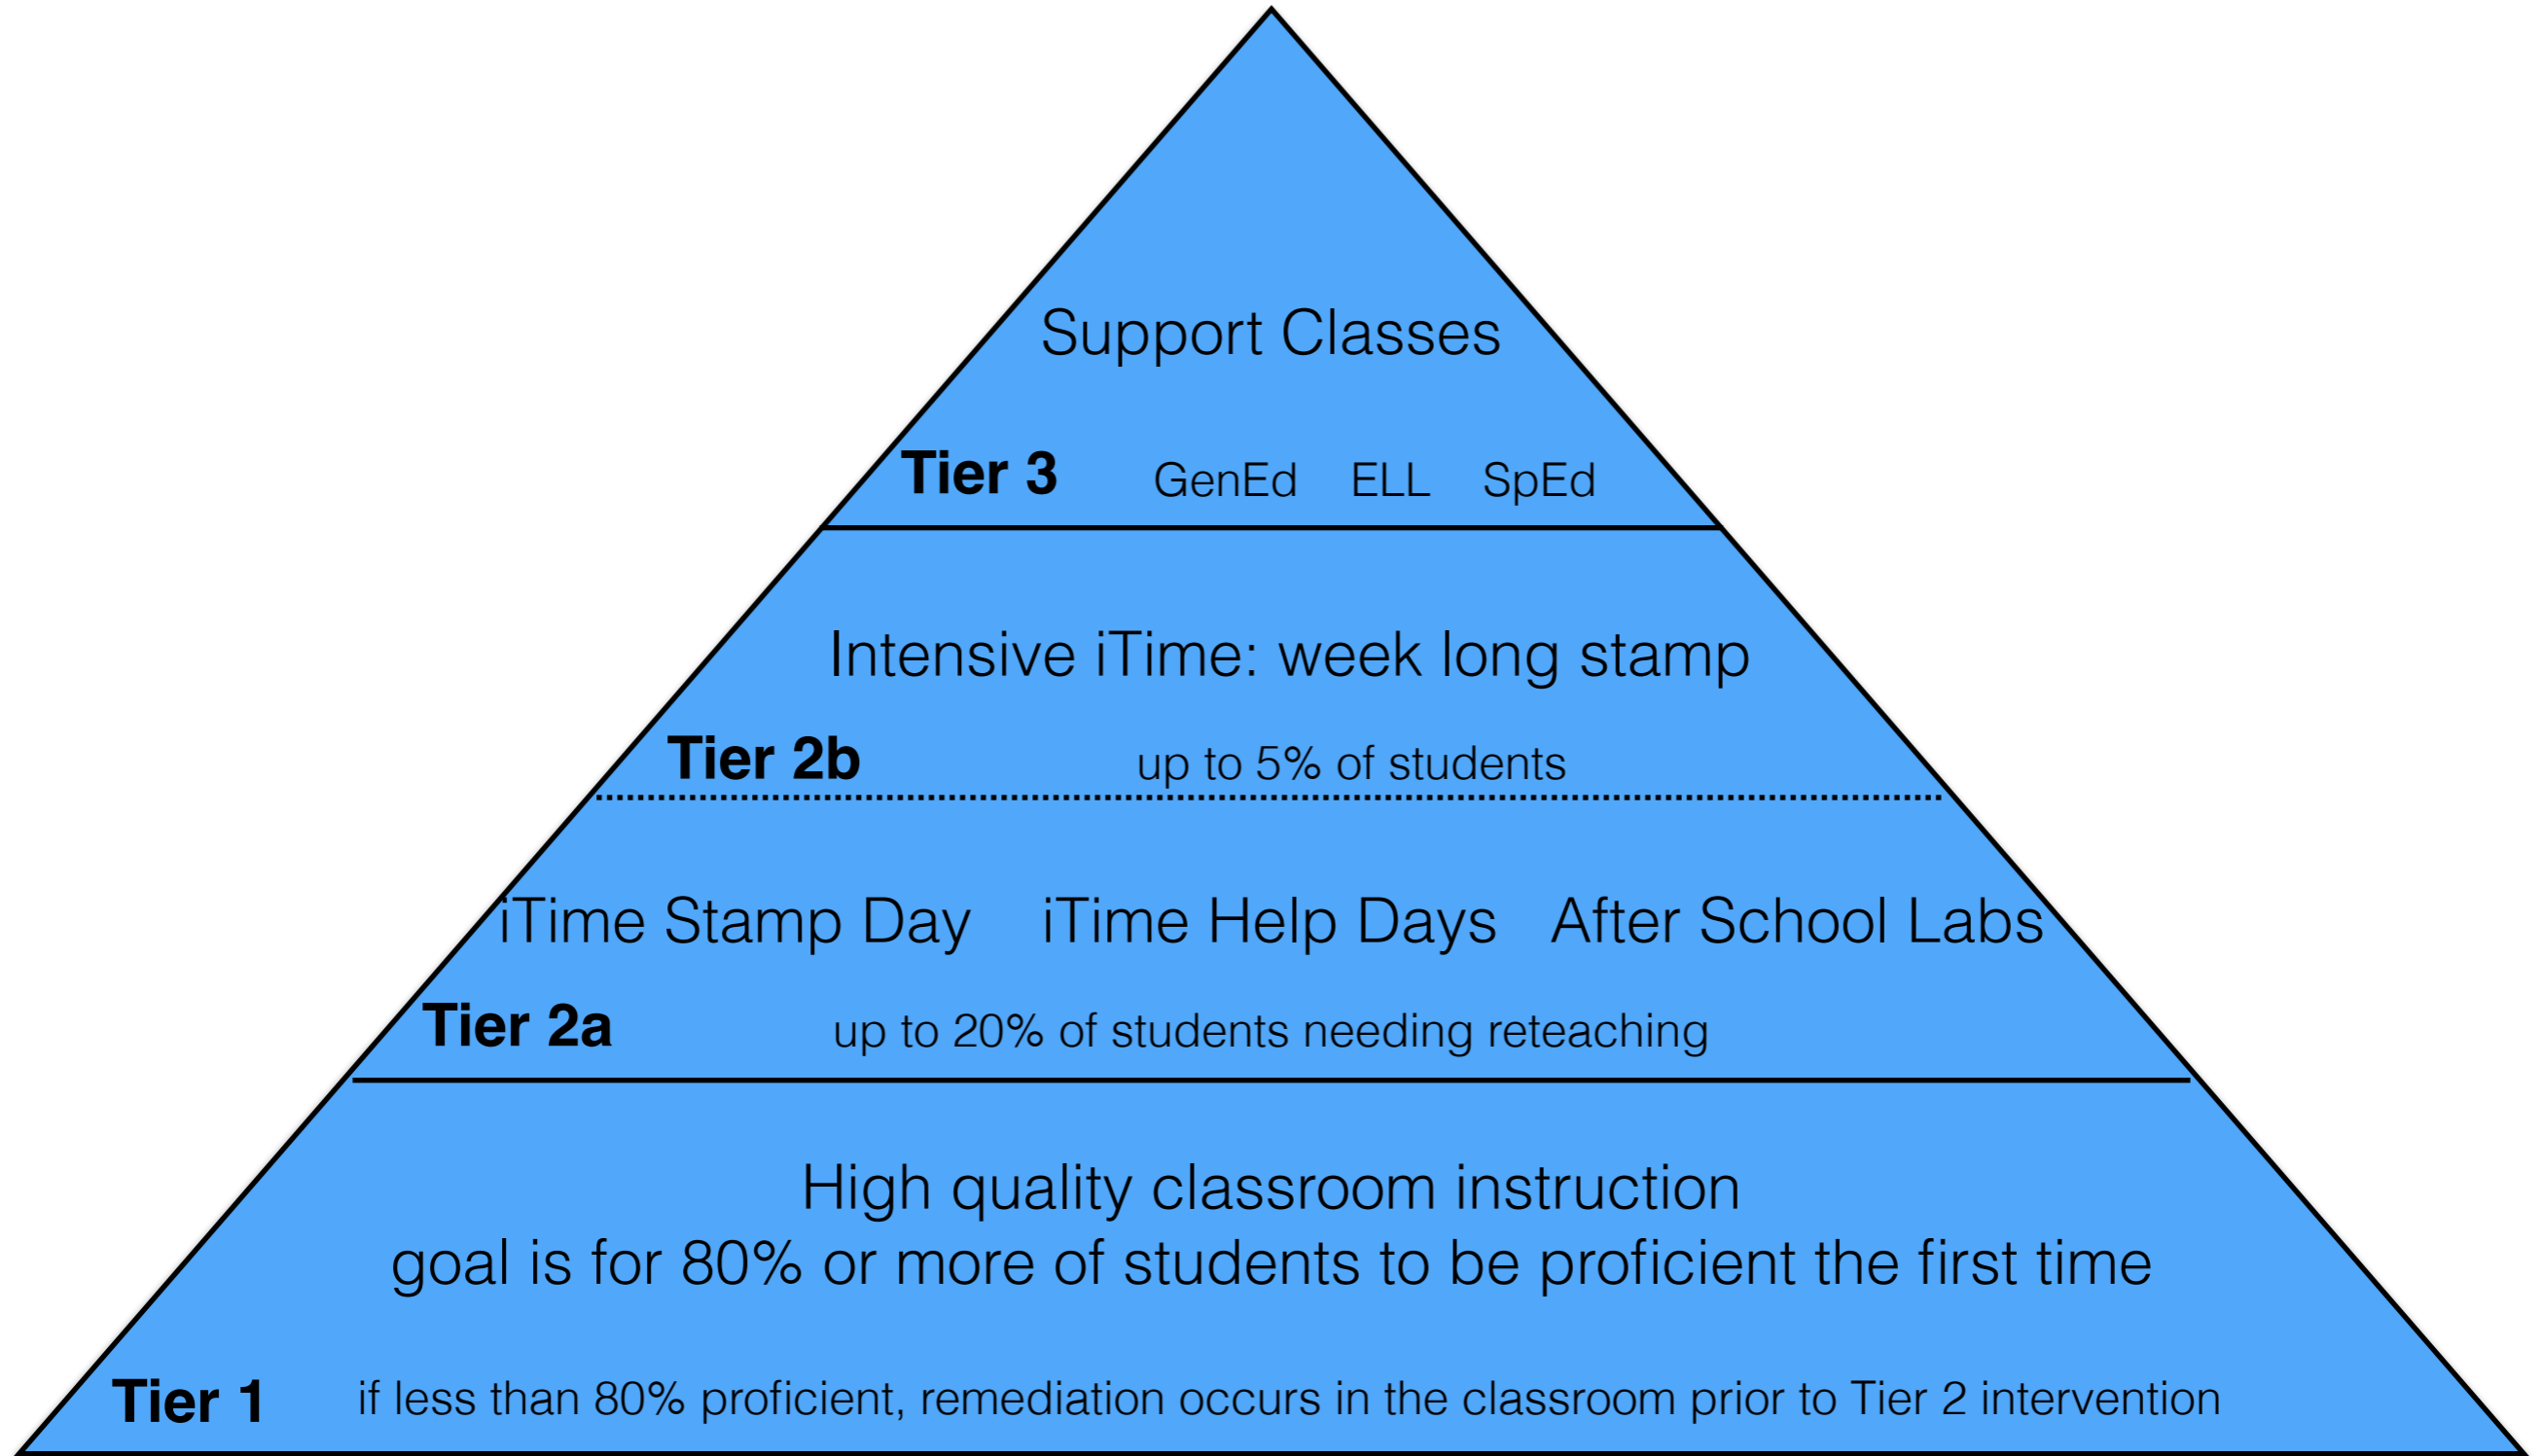 Support Classes
Tier 3 GenEd ELL SpEd
Intensive iTime: week long stamp
Tier 2b up to 5% of students
iTime Stamp Day iTime Help Days After School Labs
Tier 2a up to 20% of students needing reteaching
High quality classroom instruction
goal is for 80% or more of students to be proficient the first time
Tier 1 if less than 80% proficient, remediation occurs in the classroom prior to Tier 2 intervention